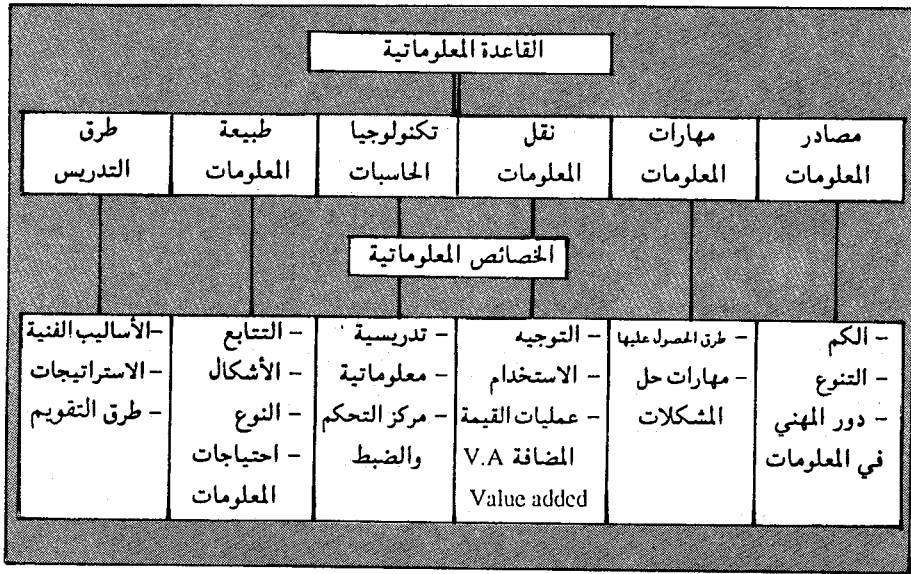 القاعدة المعلوماتية
مصادر
المعلومات
مهارات
المعلومات
نقل
المعلومات
تكنولوجيا
الحاسبات
طبيعة
المعلومات
طرق
التدريس
الخصائص المعلوماتية
- الكم
- التنوع
- دور المهني
في المعلومات
- طرق الحصول عليها
- مهارات حل
المشكلات
- التوجيه
- الاستخدام
- عمليات القيمة
المضافة V.A
Value added
- تدريسية
- معلوماتية
- مركز التحكم
والضبط
- التتابع
- الأشكال
- النوع
- احتياجات
المعلومات
- الأساليب الفنية
- الاستراتيجات
- طرق التقويم